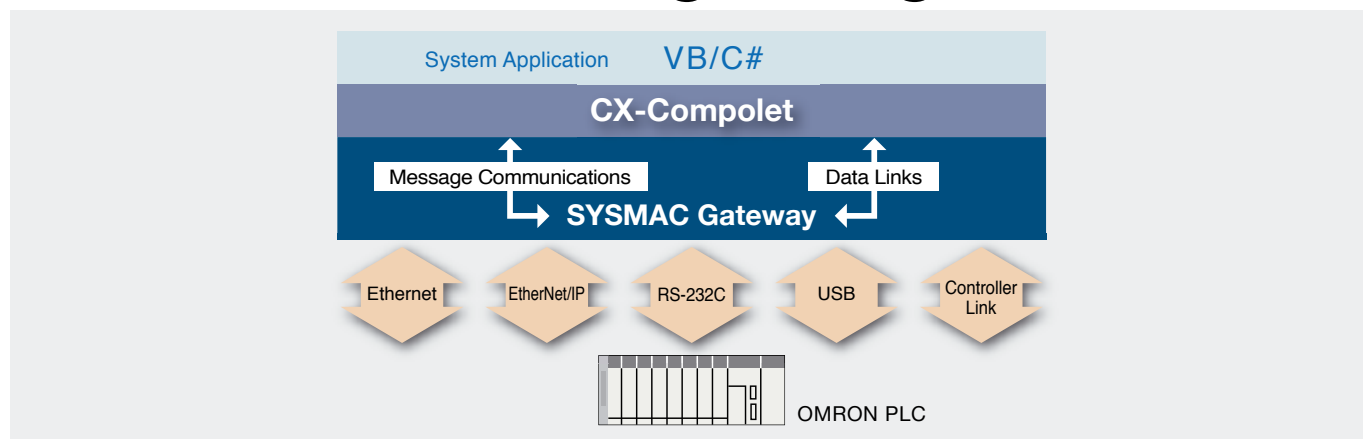 System Application VB/C#
CX-Compolet
Message Communications Data Links
SYSMAC Gateway
Ethernet EtherNet/IP RS-232C USB Controller
Link
OMRON PLC